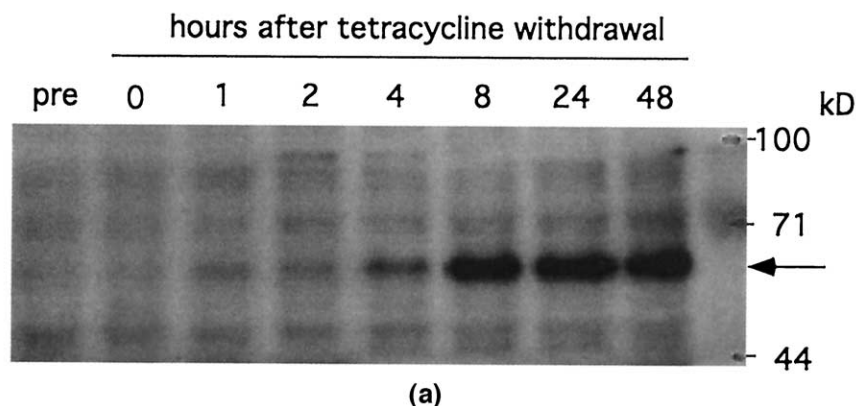 hours after tetracycline withdrawal
pre 0 1 2 4 8 24 48 kD
100
71
44
(a)